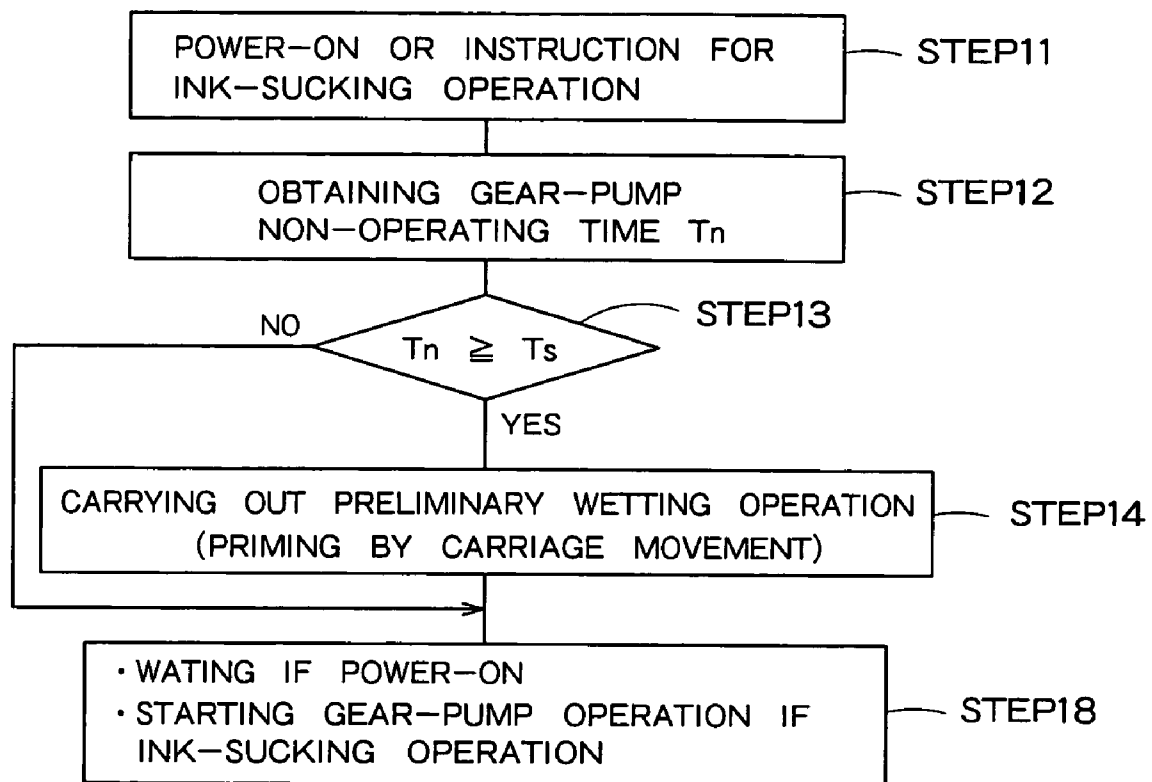 POWER-ON OR INSTRUCTION FOR
INK-SUCKING OPERATION
STEP11
OBTAINING GEAR-PUMP
NON-OPERATING TIME Tn
STEP12
Tn ≧ Ts
STEP13
NO
YES
CARRYING OUT PRELIMINARY WETTING OPERATION
(PRIMING BY CARRIAGE MOVEMENT)
STEP14
・WATING IF POWER-ON
・STARTING GEAR-PUMP OPERATION IF
INK-SUCKING OPERATION
STEP18